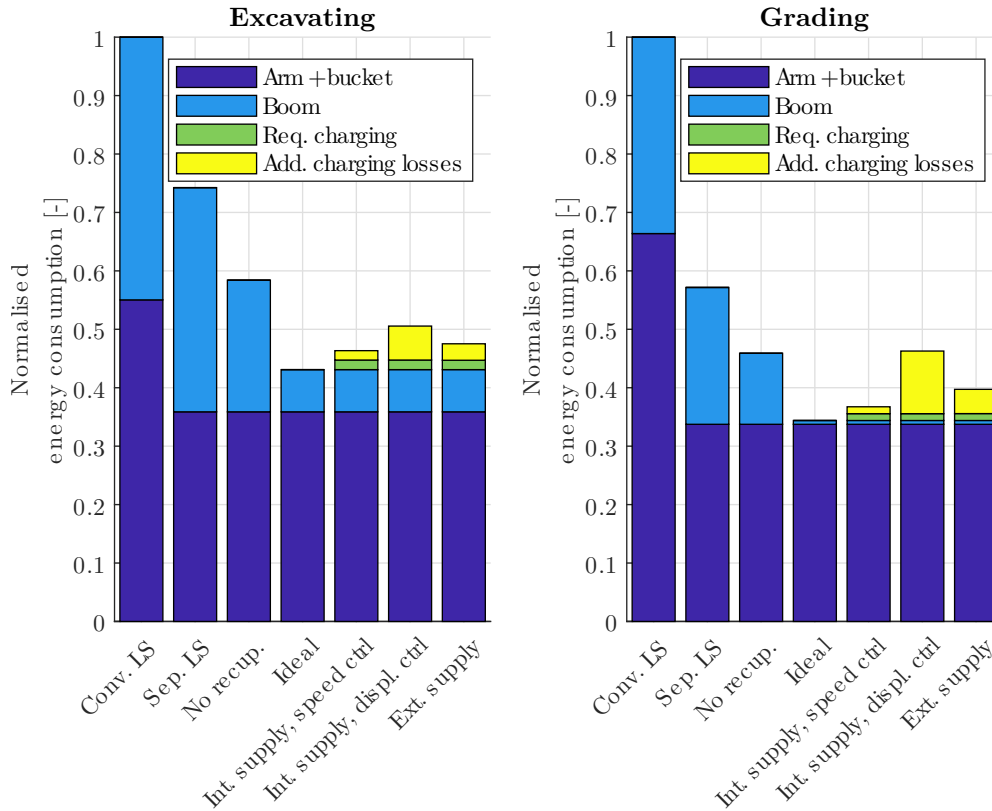 Excavating
Normalised
energy consumption [-]
1
0.9
0.8
0.7
0.6
0.5
0.4
0.3
0.2
0.1
0
Arm+bucket
Boom
Req. charging
Add. charging losses
Conv. LS
Sep. LS
No recup.
Ideal
Int. supply, speed ctrl
Int. supply, displ. ctrl
Ext. supply
Grading
Normalised
energy consumption [-]
1
0.9
0.8
0.7
0.6
0.5
0.4
0.3
0.2
0.1
0
Arm+bucket
Boom
Req. charging
Add. charging losses
Conv. LS
Sep. LS
No recup.
Ideal
Int. supply, speed ctrl
Int. supply, displ. ctrl
Ext. supply